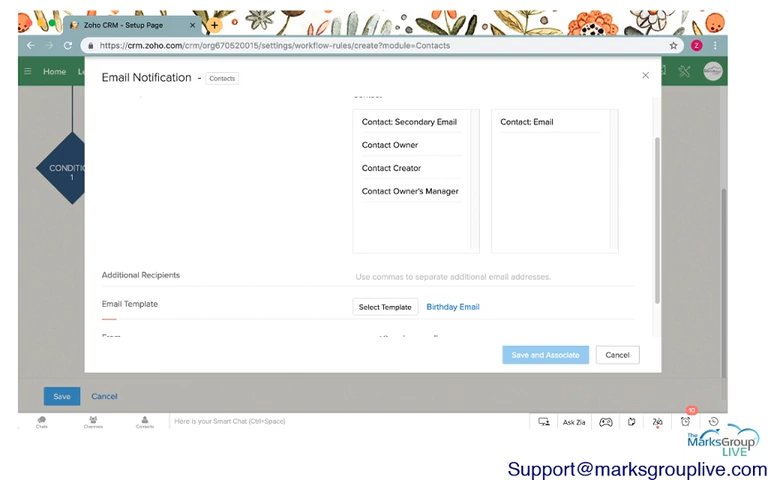 Zoho CRM - Setup Page
https://crm.zoho.com/crm/org670520015/settings/workflow-rules/create?module=Contacts
Z
Home
Email Notification - Contacts
Contact: Secondary Email
Contact: Email
Contact Owner
Contact Creator
Contact Owner's Manager
CONDITIO
1
Additional Recipients
Use commas to separate additional email addresses.
Email Template
Select Template
Birthday Email
From
Save and Associate
Cancel
Save
Cancel
10
Chats
Channels
Contacts
Here is your Smart Chat (Ctrl+Space)
Ask Zia
The
MarksGroup
LIVE
Support@marksgrouplive.com